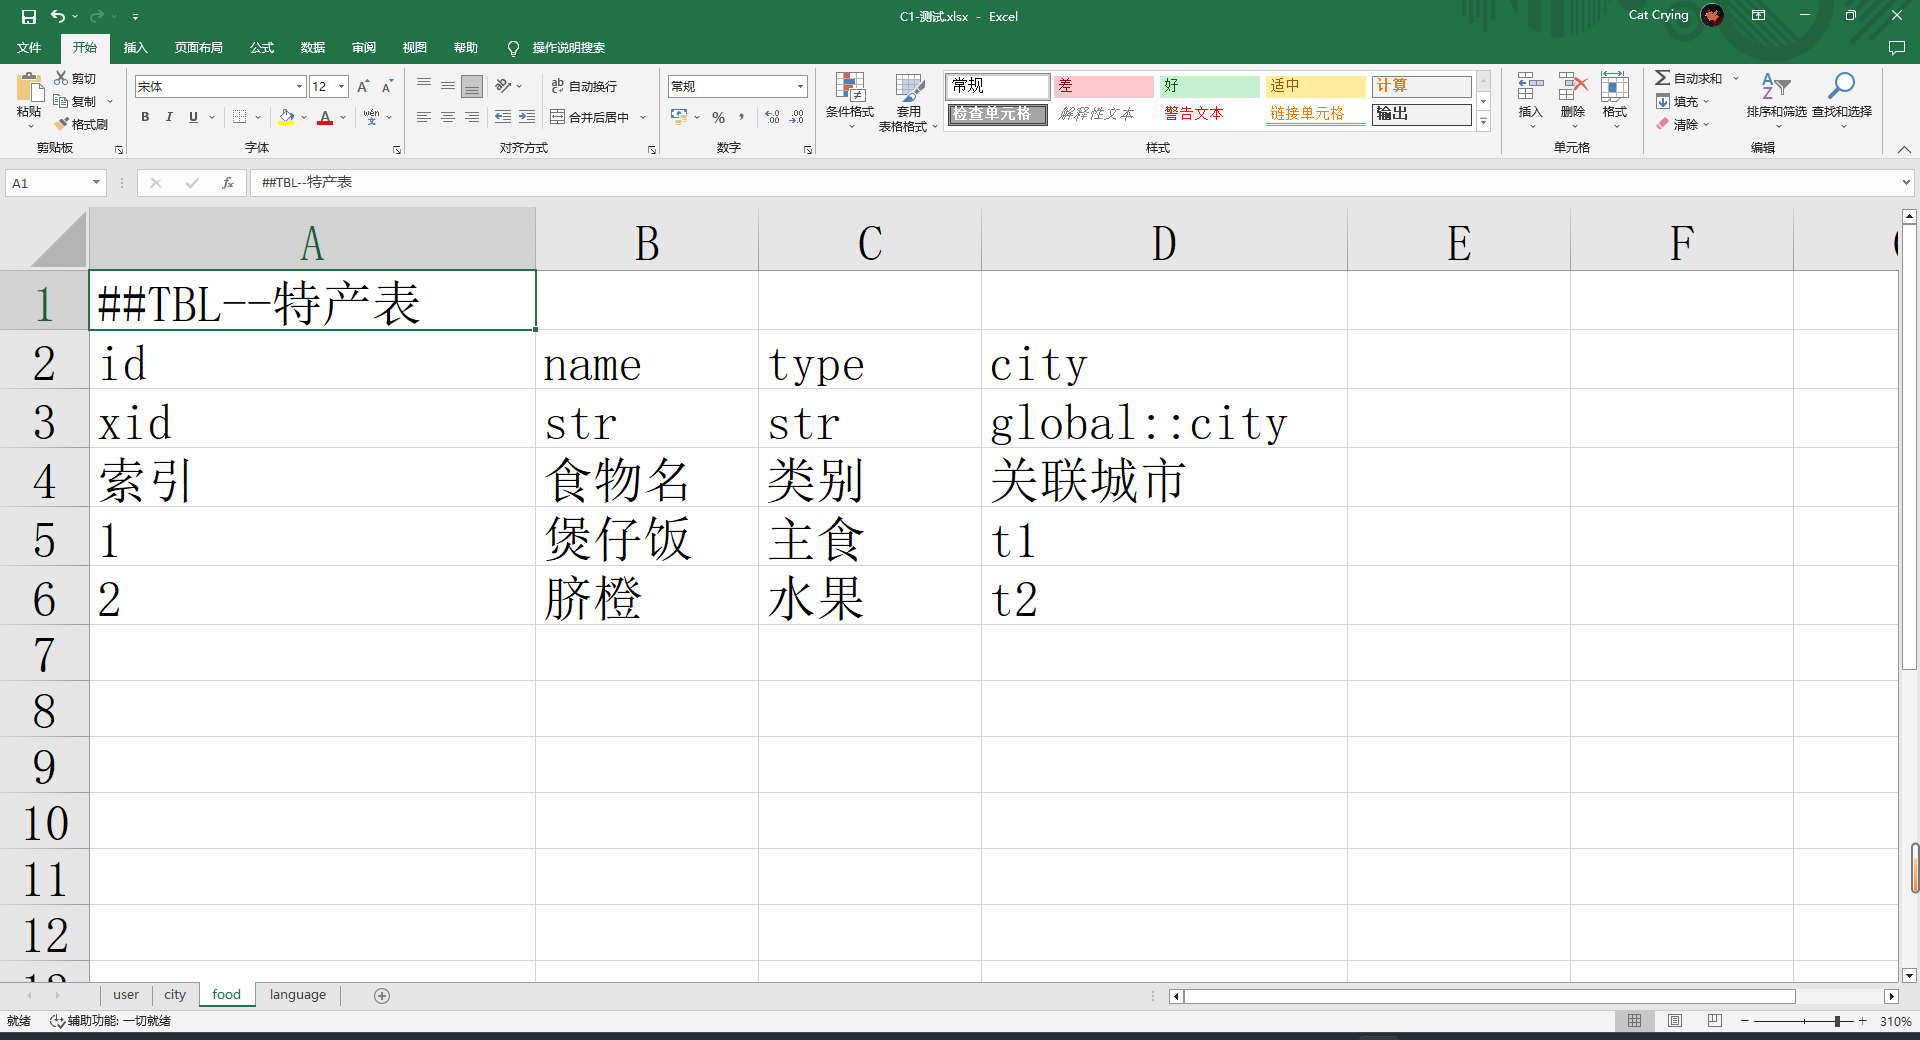 C1-测试.xlsx - Excel
Cat Crying
文件 开始 插入 页面布局 公式 数据 审阅 视图 帮助 操作说明搜索
粘贴 剪切 复制 格式刷 剪贴板
宋体 12 A A
B I U A wén 文 字体
ab 自动换行
合并后居中 对齐方式
常规
% , 数字
条件格式 套用 表格格式
常规 差 好 适中 计算
检查单元格 解释性文本 警告文本 链接单元格 输出
样式
插入 删除 格式 单元格
自动求和 填充 清除
排序和筛选 查找和选择 编辑
A1 fx ##TBL--特产表
A B C D E F
1 ##TBL--特产表
2 id name type city
3 xid str str global::city
4 索引 食物名 类别 关联城市
5 1 煲仔饭 主食 t1
6 2 脐橙 水果 t2
7
8
9
10
11
12
user city food language
就绪 辅助功能: 一切就绪 310%